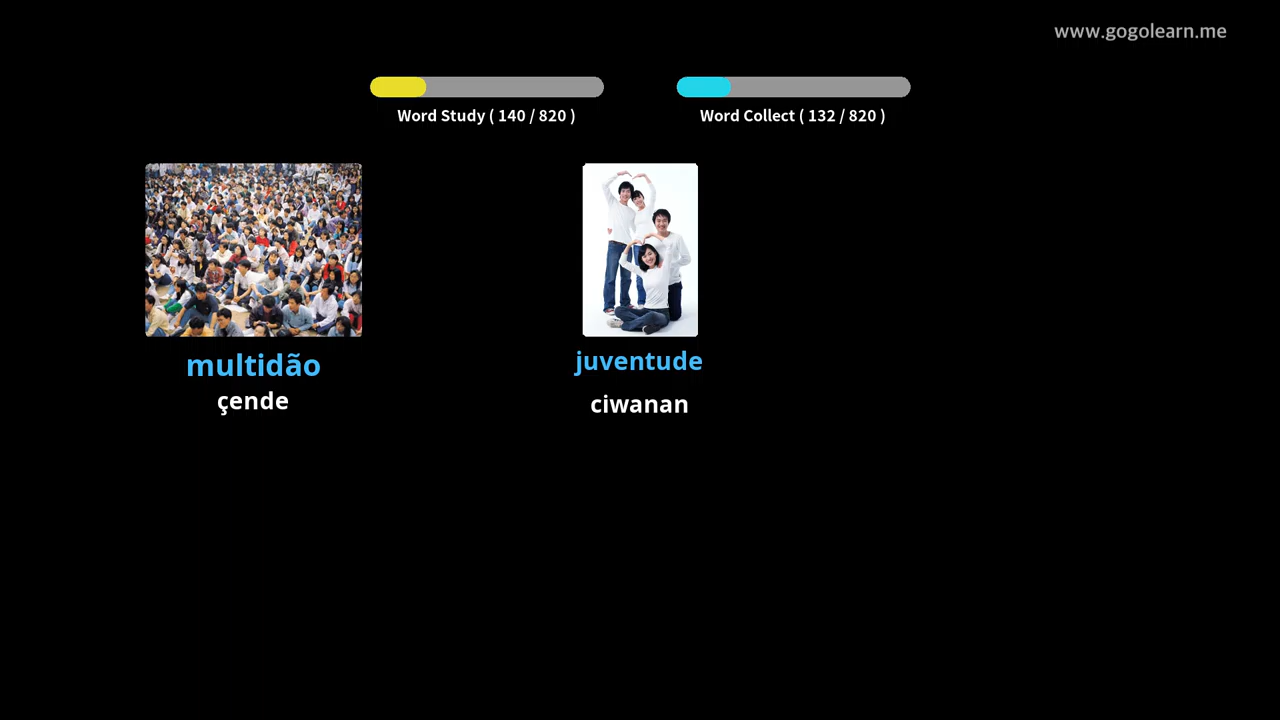 www.gogolearn.me
Word Study ( 140 / 820 )
Word Collect ( 132 / 820 )
multidão
çende
juventude
ciwanan